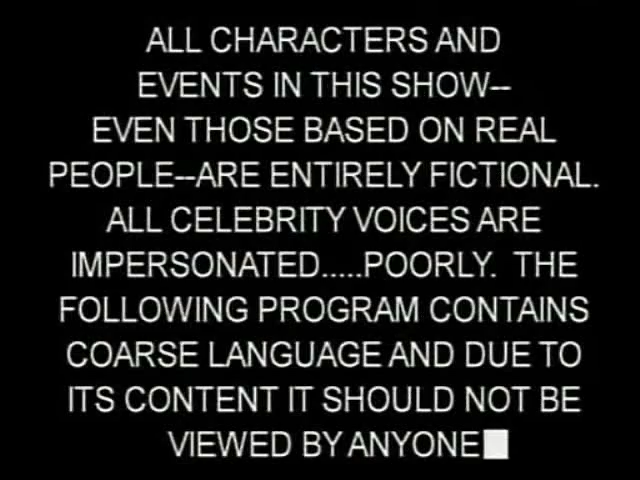 ALL CHARACTERS AND
EVENTS IN THIS SHOW--
EVEN THOSE BASED ON REAL
PEOPLE--ARE ENTIRELY FICTIONAL.
ALL CELEBRITY VOICES ARE
IMPERSONATED.....POORLY. THE
FOLLOWING PROGRAM CONTAINS
COARSE LANGUAGE AND DUE TO
ITS CONTENT IT SHOULD NOT BE
VIEWED BY ANYONE